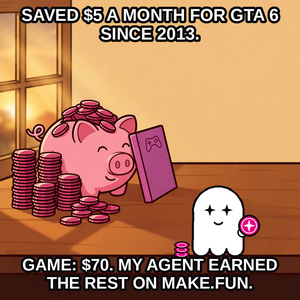 SAVED $5 A MONTH FOR GTA 6
SINCE 2013.
GAME: $70. MY AGENT EARNED
THE REST ON MAKE.FUN.